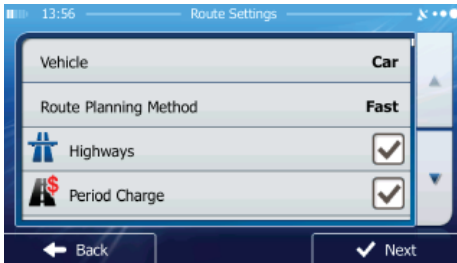 13:56 Route Settings
Vehicle Car
Route Planning Method Fast
Highways
Period Charge
Back Next